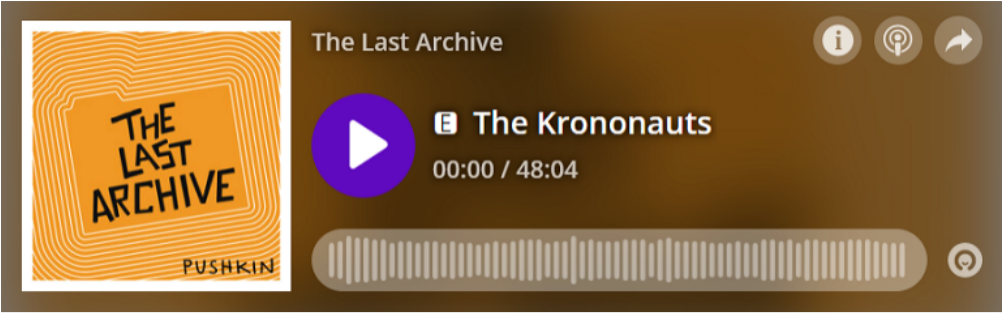 THE
LAST
ARCHIVE
PUSHKIN
The Last Archive
E The Krononauts
00:00 / 48:04